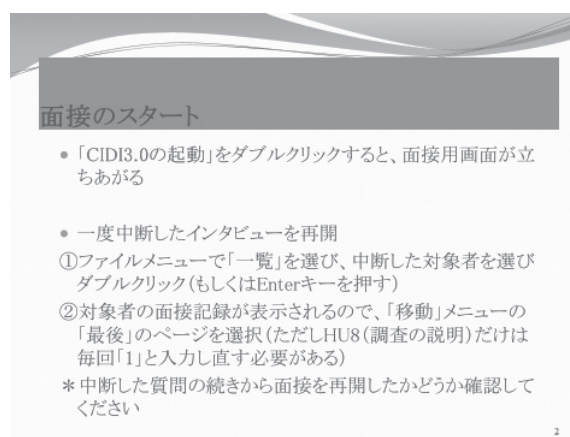 面接のスタート
• 「CIDI3.0の起動」をダブルクリックすると、面接用画面が立
ちあがる
• 一度中断したインタビューを再開
①ファイルメニューで「一覧」を選び、中断した対象者を選び
ダブルクリック(もしくはEnterキーを押す)
②対象者の面接記録が表示されるので、「移動」メニューの
「最後」のページを選択(ただしHU8(調査の説明)だけは
毎回「1」と入力し直す必要がある)
＊中断した質問の続きから面接を再開したかどうか確認して
ください
2